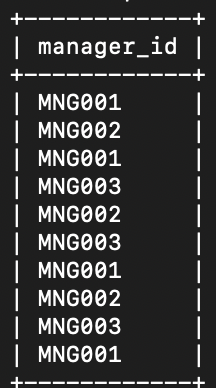 +------------+
| manager_id |
+------------+
| MNG001     |
| MNG002     |
| MNG001     |
| MNG003     |
| MNG002     |
| MNG003     |
| MNG001     |
| MNG002     |
| MNG003     |
| MNG001     |
+------------+